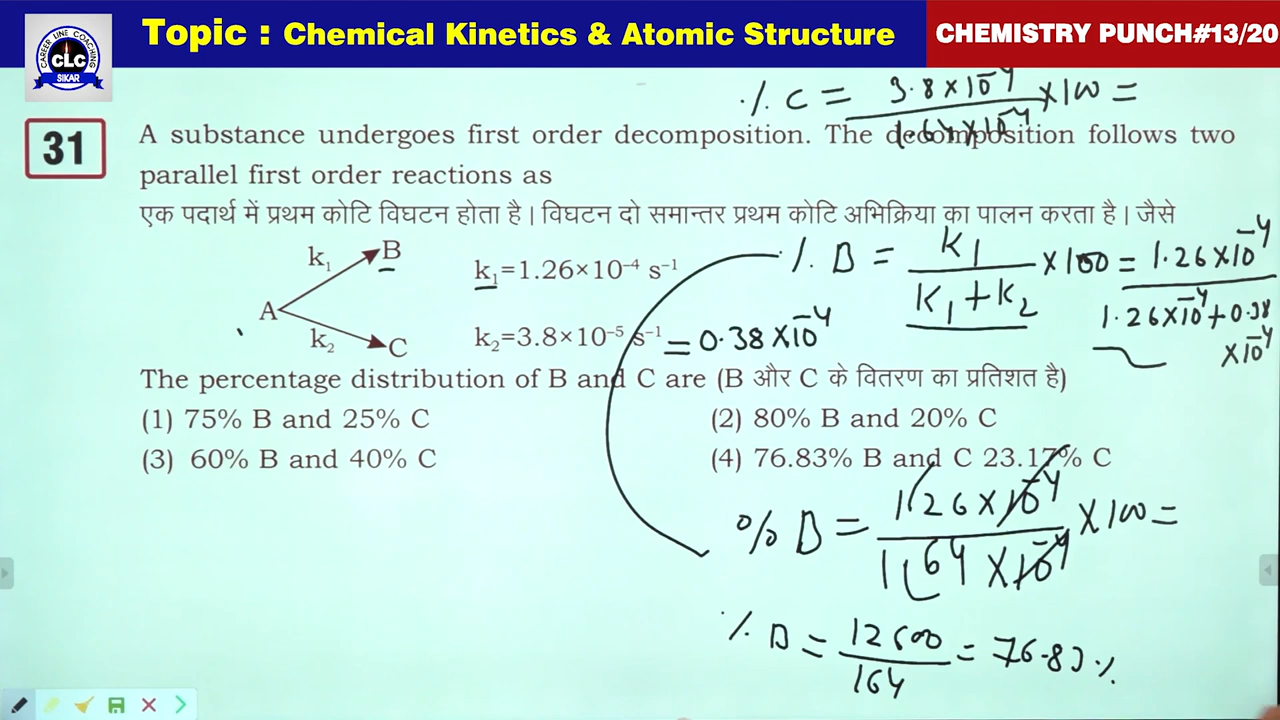 CAREER LINE COACHING
CLC
SIKAR
Topic : Chemical Kinetics & Atomic Structure
CHEMISTRY PUNCH#13/20
% C = 3.8×10⁻⁴ / 1.64×10⁻⁴ ×100 =
31
A substance undergoes first order decomposition. The decomposition follows two
parallel first order reactions as
एक पदार्थ में प्रथम कोटि विघटन होता है। विघटन दो समान्तर प्रथम कोटि अभिक्रिया का पालन करता है। जैसे
k₁ B
k₁=1.26×10⁻⁴ s⁻¹
% B = K₁ / K₁+K₂ ×100 = 1.26×10⁻⁴ / 1.26×10⁻⁴+0.38 ×10⁻⁴
A
k₂ C
k₂=3.8×10⁻⁵ s⁻¹ = 0.38×10⁻⁴
The percentage distribution of B and C are (B और C के वितरण का प्रतिशत है)
(1) 75% B and 25% C
(2) 80% B and 20% C
(3) 60% B and 40% C
(4) 76.83% B and C 23.17% C
% B = 1.26×10⁻⁴ / 1.64×10⁻⁴ ×100 =
% B = 12600 / 164 = 76.83%